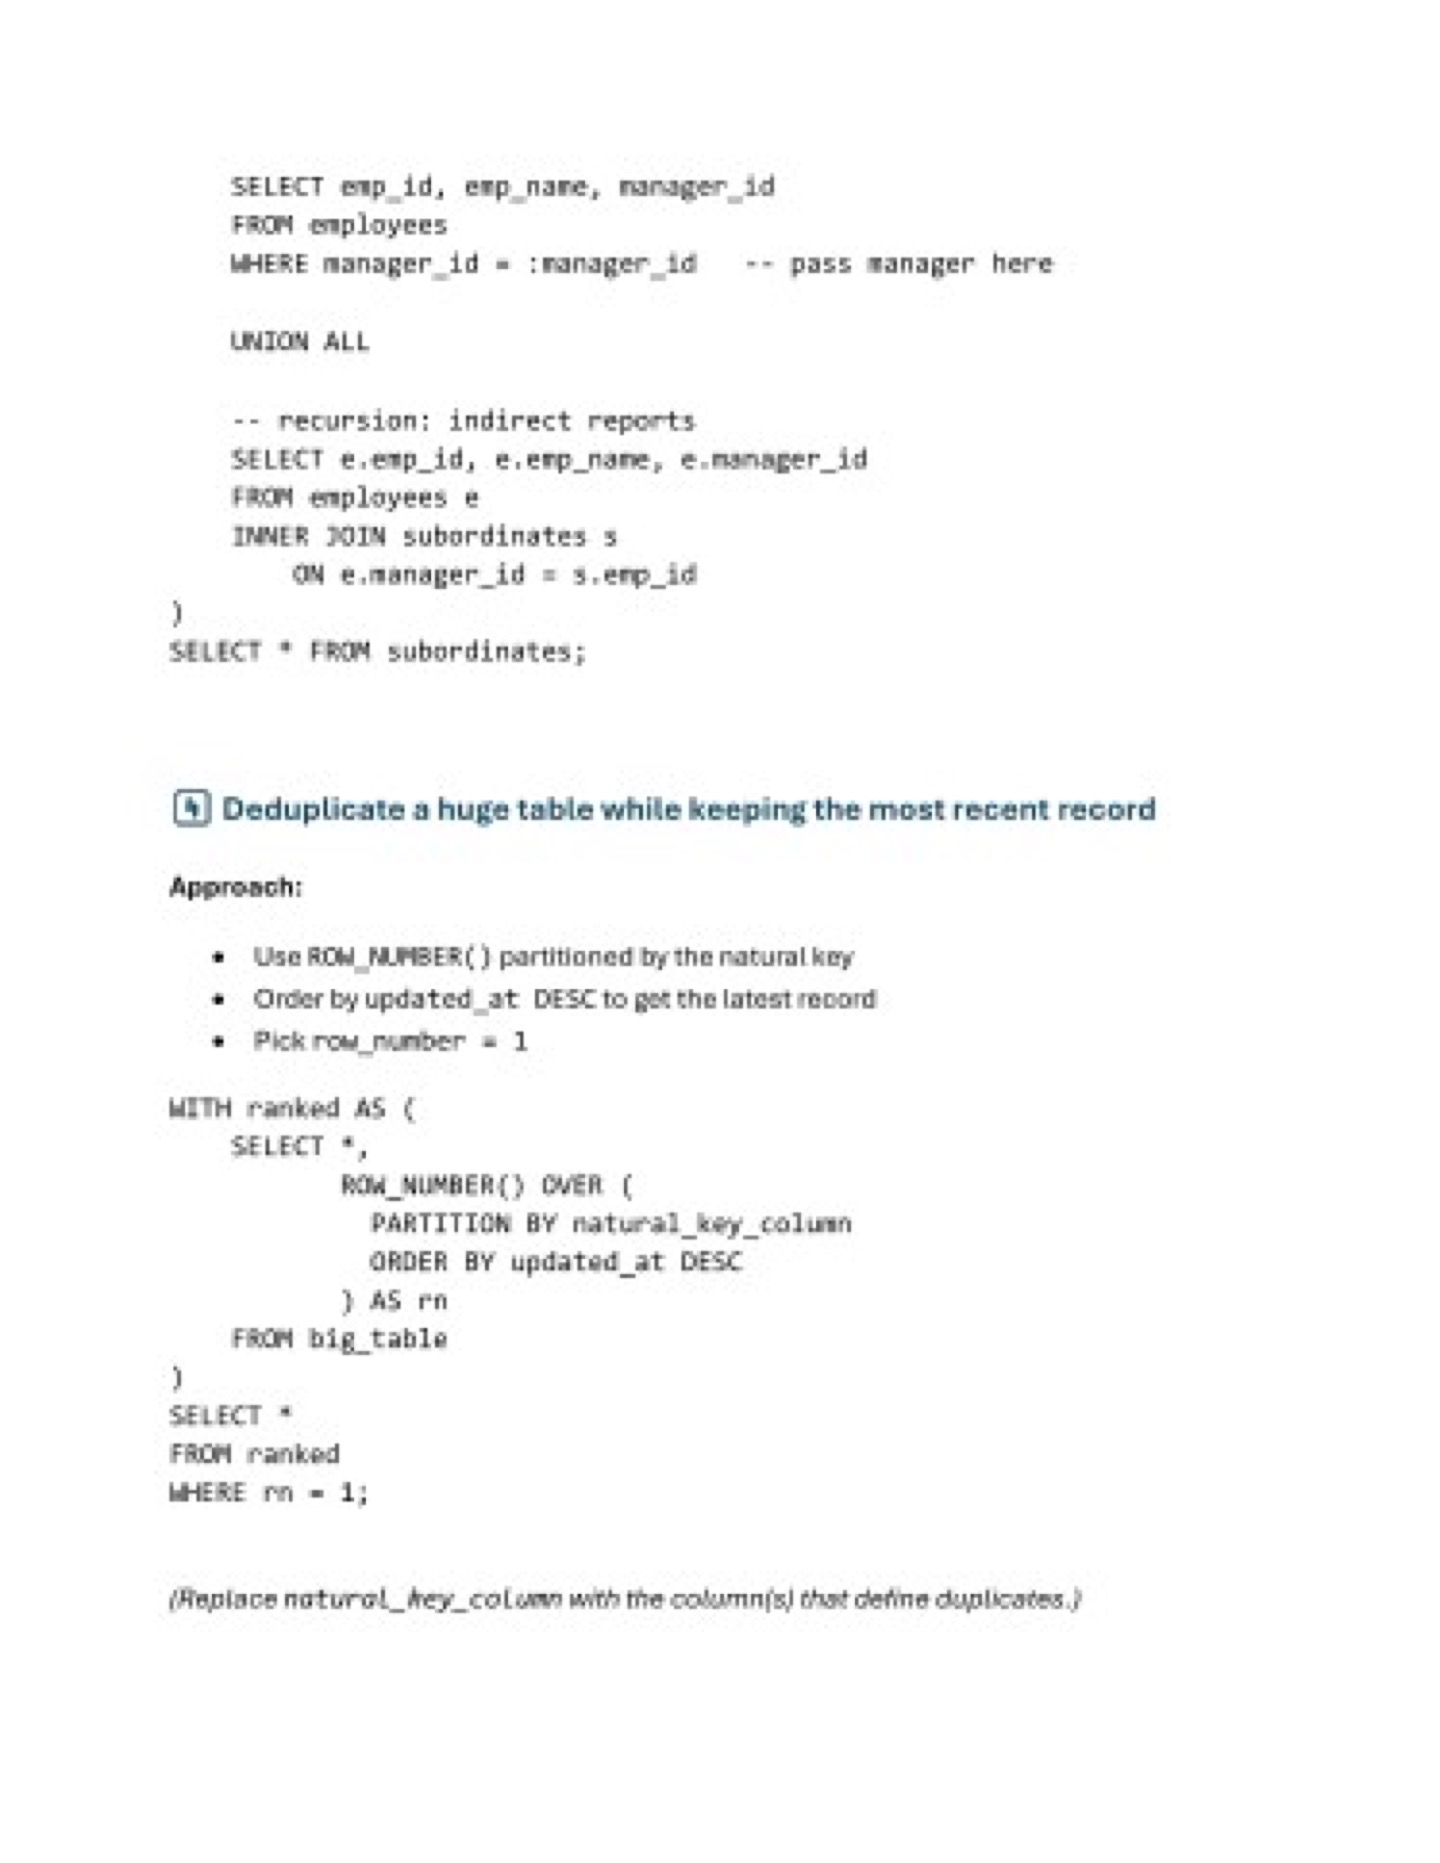 SELECT emp_id, emp_name, manager_id
FROM employees
WHERE manager_id = :manager_id   -- pass manager here
UNION ALL
-- recursion: indirect reports
SELECT e.emp_id, e.emp_name, e.manager_id
FROM employees e
INNER JOIN subordinates s
ON e.manager_id = s.emp_id
)
SELECT * FROM subordinates;
4 Deduplicate a huge table while keeping the most recent record
Approach:
• Use ROW_NUMBER() partitioned by the natural key
• Order by updated_at DESC to get the latest record
• Pick row_number = 1
WITH ranked AS (
SELECT *,
ROW_NUMBER() OVER (
PARTITION BY natural_key_column
ORDER BY updated_at DESC
) AS rn
FROM big_table
)
SELECT *
FROM ranked
WHERE rn = 1;
(Replace natural_key_column with the column(s) that define duplicates.)